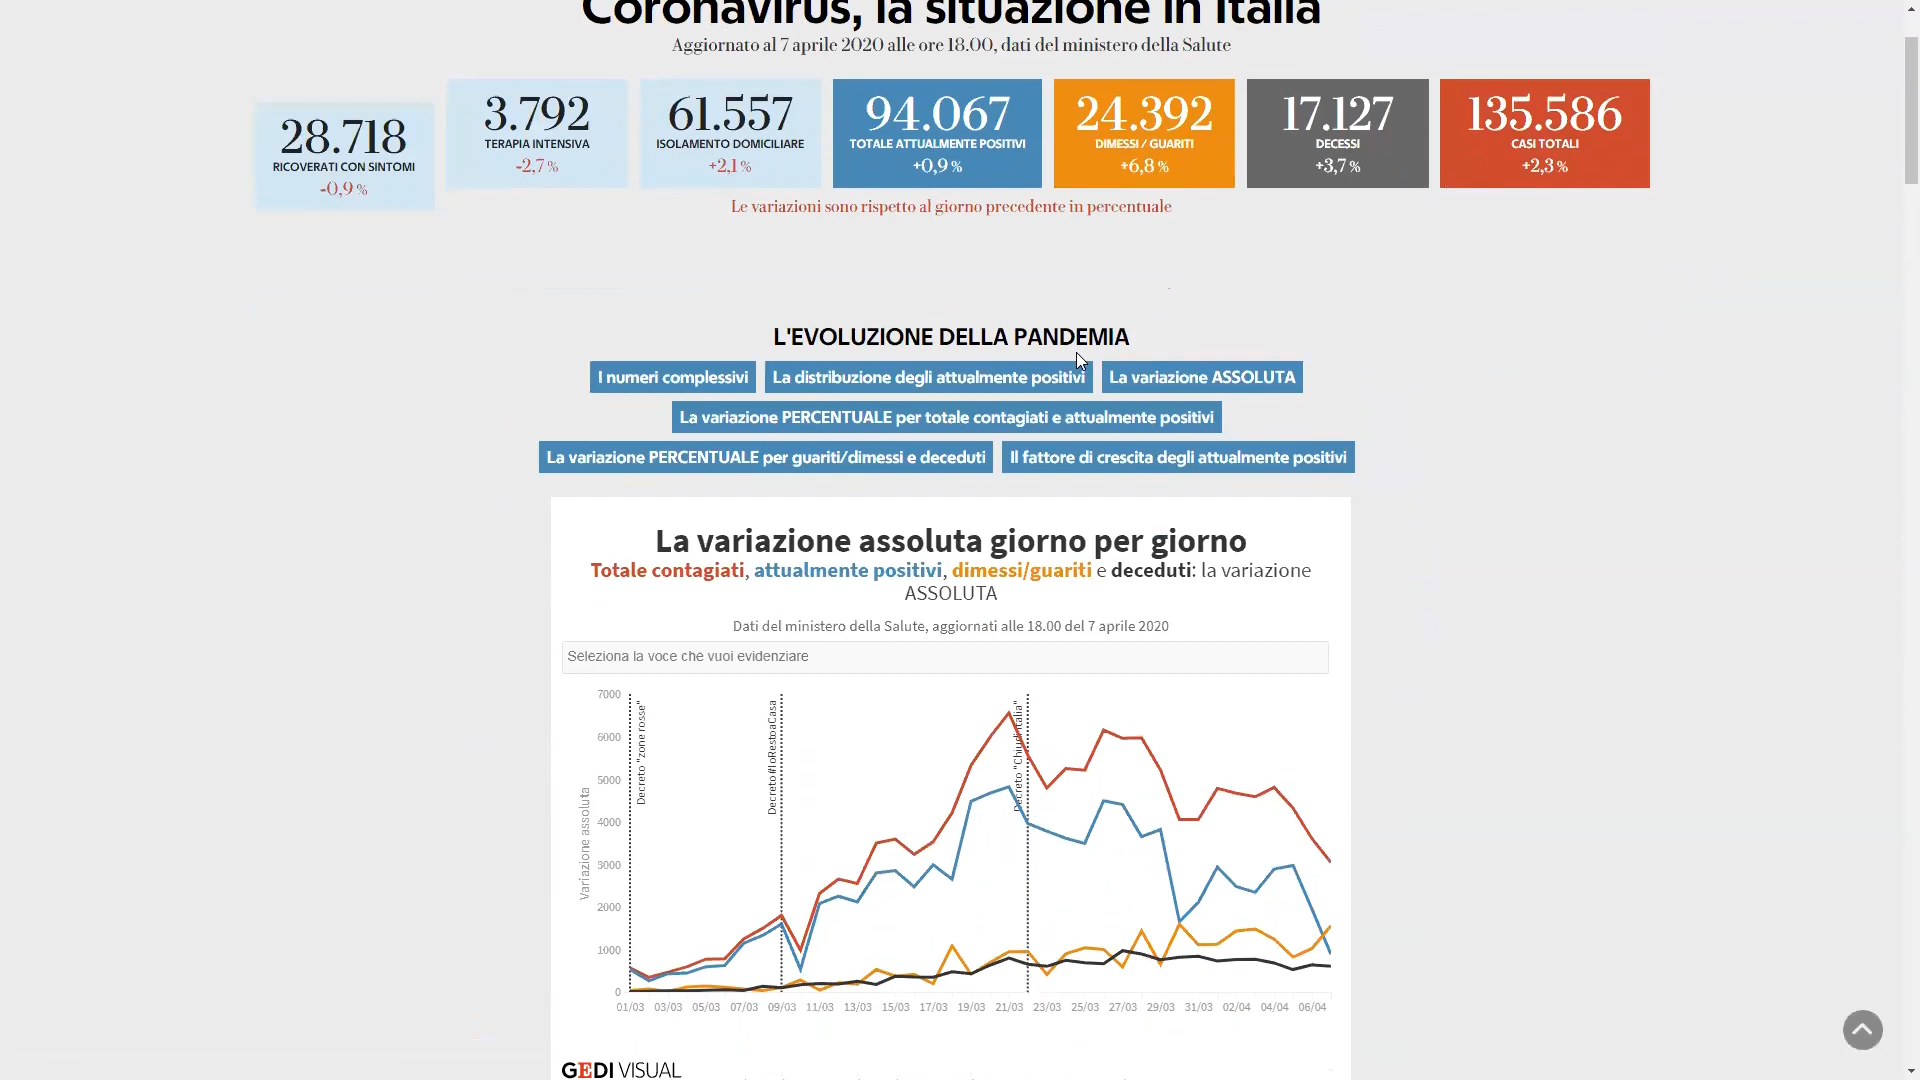 Coronavirus, la situazione in Italia
Aggiornato al 7 aprile 2020 alle ore 18.00, dati del ministero della Salute
28.718
RICOVERATI CON SINTOMI
-0,9 %
3.792
TERAPIA INTENSIVA
-2,7 %
61.557
ISOLAMENTO DOMICILIARE
+2,1 %
94.067
TOTALE ATTUALMENTE POSITIVI
+0,9 %
24.392
DIMESSI / GUARITI
+6,8 %
17.127
DECESSI
+3,7 %
135.586
CASI TOTALI
+2,3 %
Le variazioni sono rispetto al giorno precedente in percentuale
L'EVOLUZIONE DELLA PANDEMIA
I numeri complessivi
La distribuzione degli attualmente positivi
La variazione ASSOLUTA
La variazione PERCENTUALE per totale contagiati e attualmente positivi
La variazione PERCENTUALE per guariti/dimessi e deceduti
Il fattore di crescita degli attualmente positivi
La variazione assoluta giorno per giorno
Totale contagiati, attualmente positivi, dimessi/guariti e deceduti: la variazione
ASSOLUTA
Dati del ministero della Salute, aggiornati alle 18.00 del 7 aprile 2020
Seleziona la voce che vuoi evidenziare
Variazione assoluta
7000
6000
5000
4000
3000
2000
1000
0
Decreto "zone rosse"
Decreto #IoRestoaCasa
Decreto "Chiudi Italia"
01/03 03/03 05/03 07/03 09/03 11/03 13/03 15/03 17/03 19/03 21/03 23/03 25/03 27/03 29/03 31/03 02/04 04/04 06/04
GEDI VISUAL